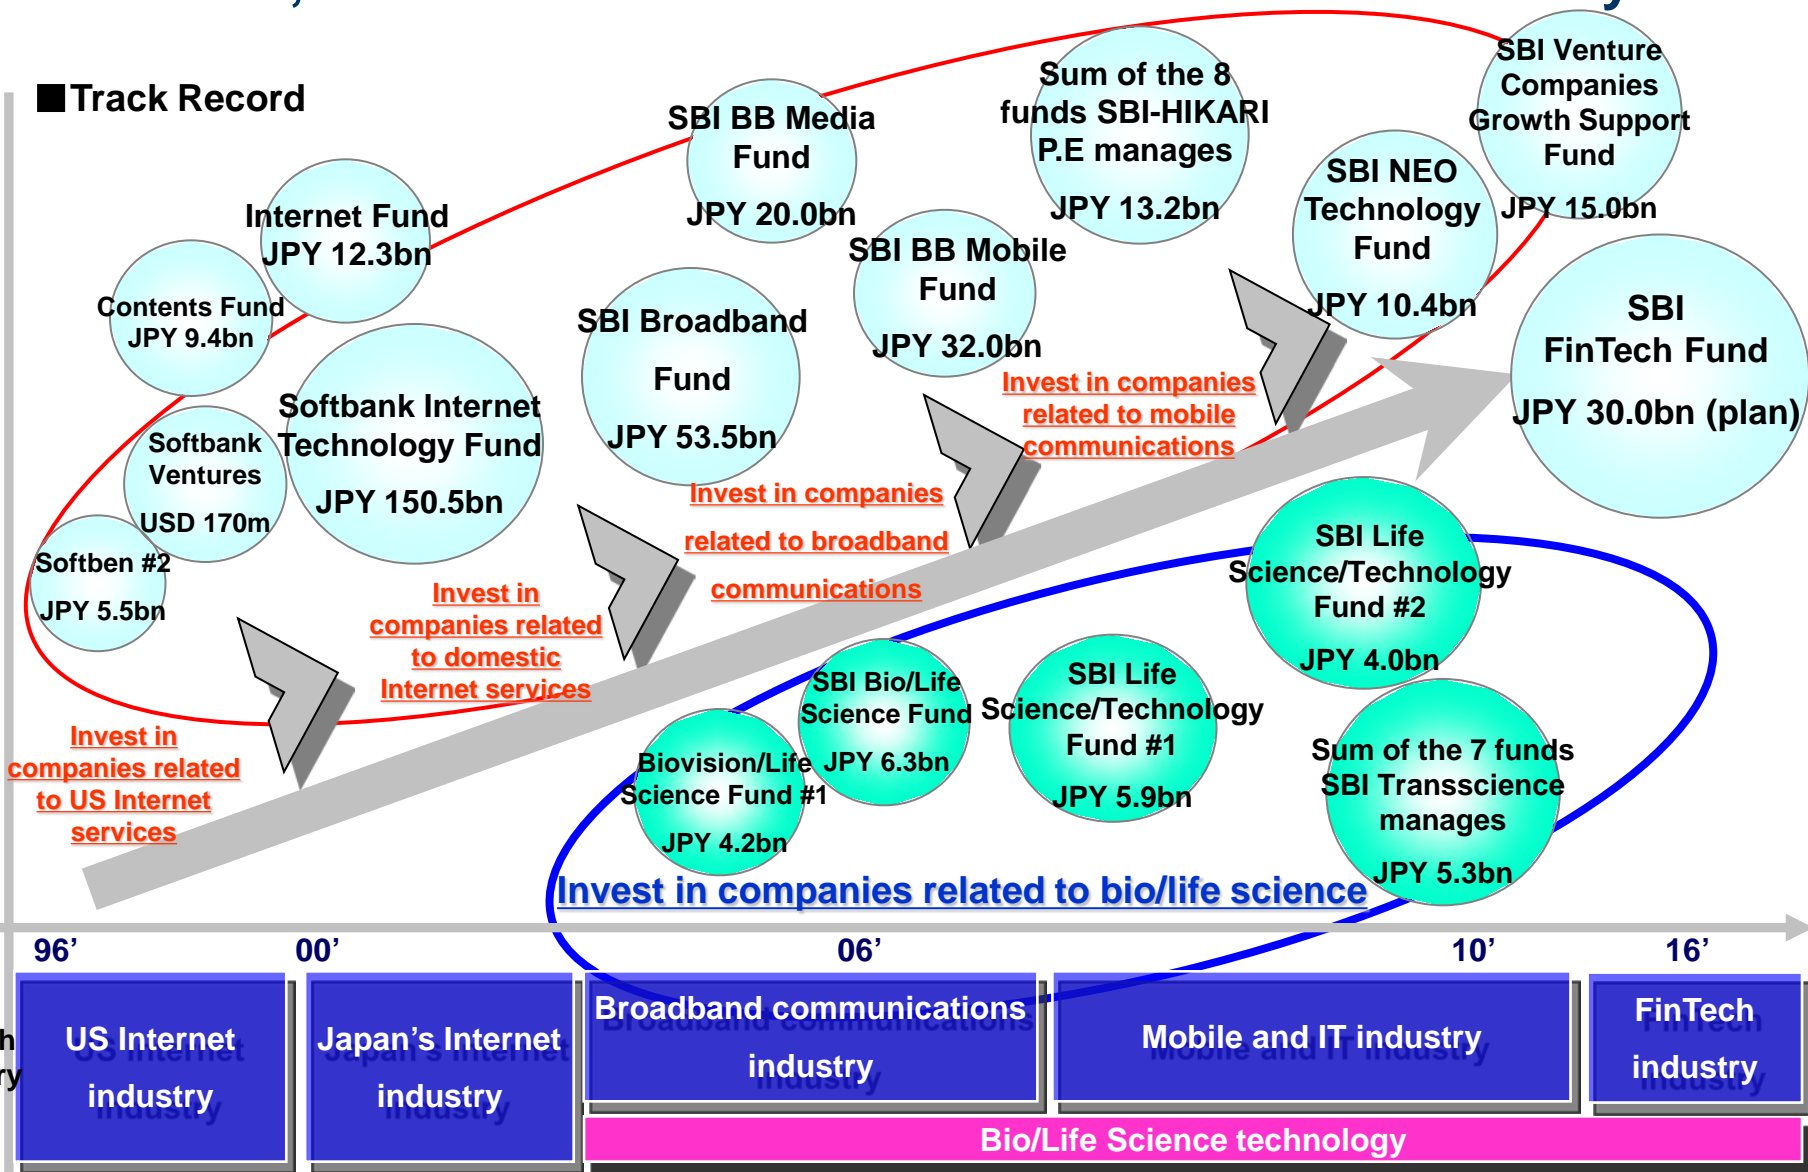 ■Track Record
SBI Venture
Companies
Growth Support
Fund
JPY 15.0bn
Sum of the 8
funds SBI-HIKARI
P.E manages
JPY 13.2bn
SBI BB Media
Fund
JPY 20.0bn
SBI NEO
Technology
Fund
JPY 10.4bn
Internet Fund
JPY 12.3bn
SBI BB Mobile
Fund
JPY 32.0bn
Contents Fund
JPY 9.4bn
SBI Broadband
Fund
JPY 53.5bn
SBI
FinTech Fund
JPY 30.0bn (plan)
Softbank Internet
Technology Fund
JPY 150.5bn
Softbank
Ventures
USD 170m
Softben #2
JPY 5.5bn
Invest in companies
related to mobile
communications
Invest in companies
related to broadband
communications
Invest in
companies related
to domestic
Internet services
Invest in
companies related
to US Internet
services
SBI Life
Science/Technology
Fund #2
JPY 4.0bn
SBI Bio/Life
Science Fund
JPY 6.3bn
SBI Life
Science/Technology
Fund #1
JPY 5.9bn
Biovision/Life
Science Fund #1
JPY 4.2bn
Sum of the 7 funds
SBI Transscience
manages
JPY 5.3bn
Invest in companies related to bio/life science
96’
00’
06’
10’
16’
US Internet
industry
Japan’s Internet
industry
Broadband communications
industry
Mobile and IT industry
FinTech
industry
Bio/Life Science technology